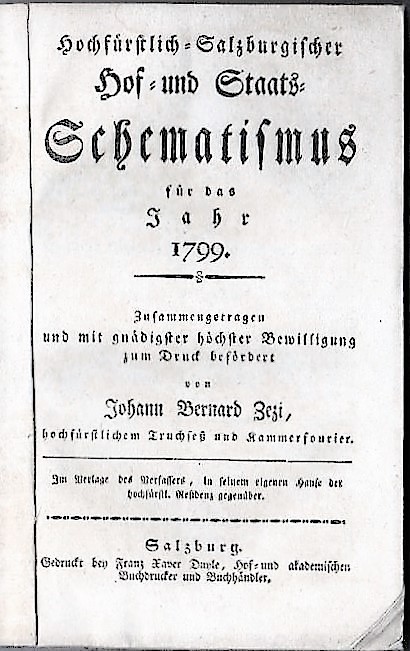 Hochfürstlich-Salzburgischer
Hof- und Staats-
Schematismus
für das
Jahr
1799.
Zusammengetragen
und mit gnädigster höchster Bewilligung
zum Druck befördert
von
Johann Bernard Zezi,
hochfürstlichem Truchseß und Kammerfourier.
Im Verlage des Verfassers, in seinem eigenen Hause der
hochfürstl. Residenz gegenüber.
Salzburg.
Gedruckt bey Franz Xaver Duyle, Hof- und akademischen
Buchdrucker und Buchhändler.